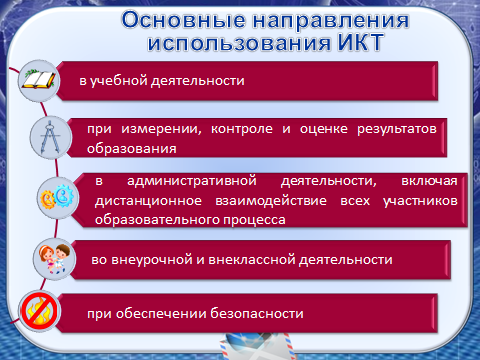 Основные направления
использования ИКТ
в учебной деятельности
при измерении, контроле и оценке результатов
образования
в административной деятельности, включая
дистанционное взаимодействие всех участников
образовательного процесса
во внеурочной и внеклассной деятельности
при обеспечении безопасности